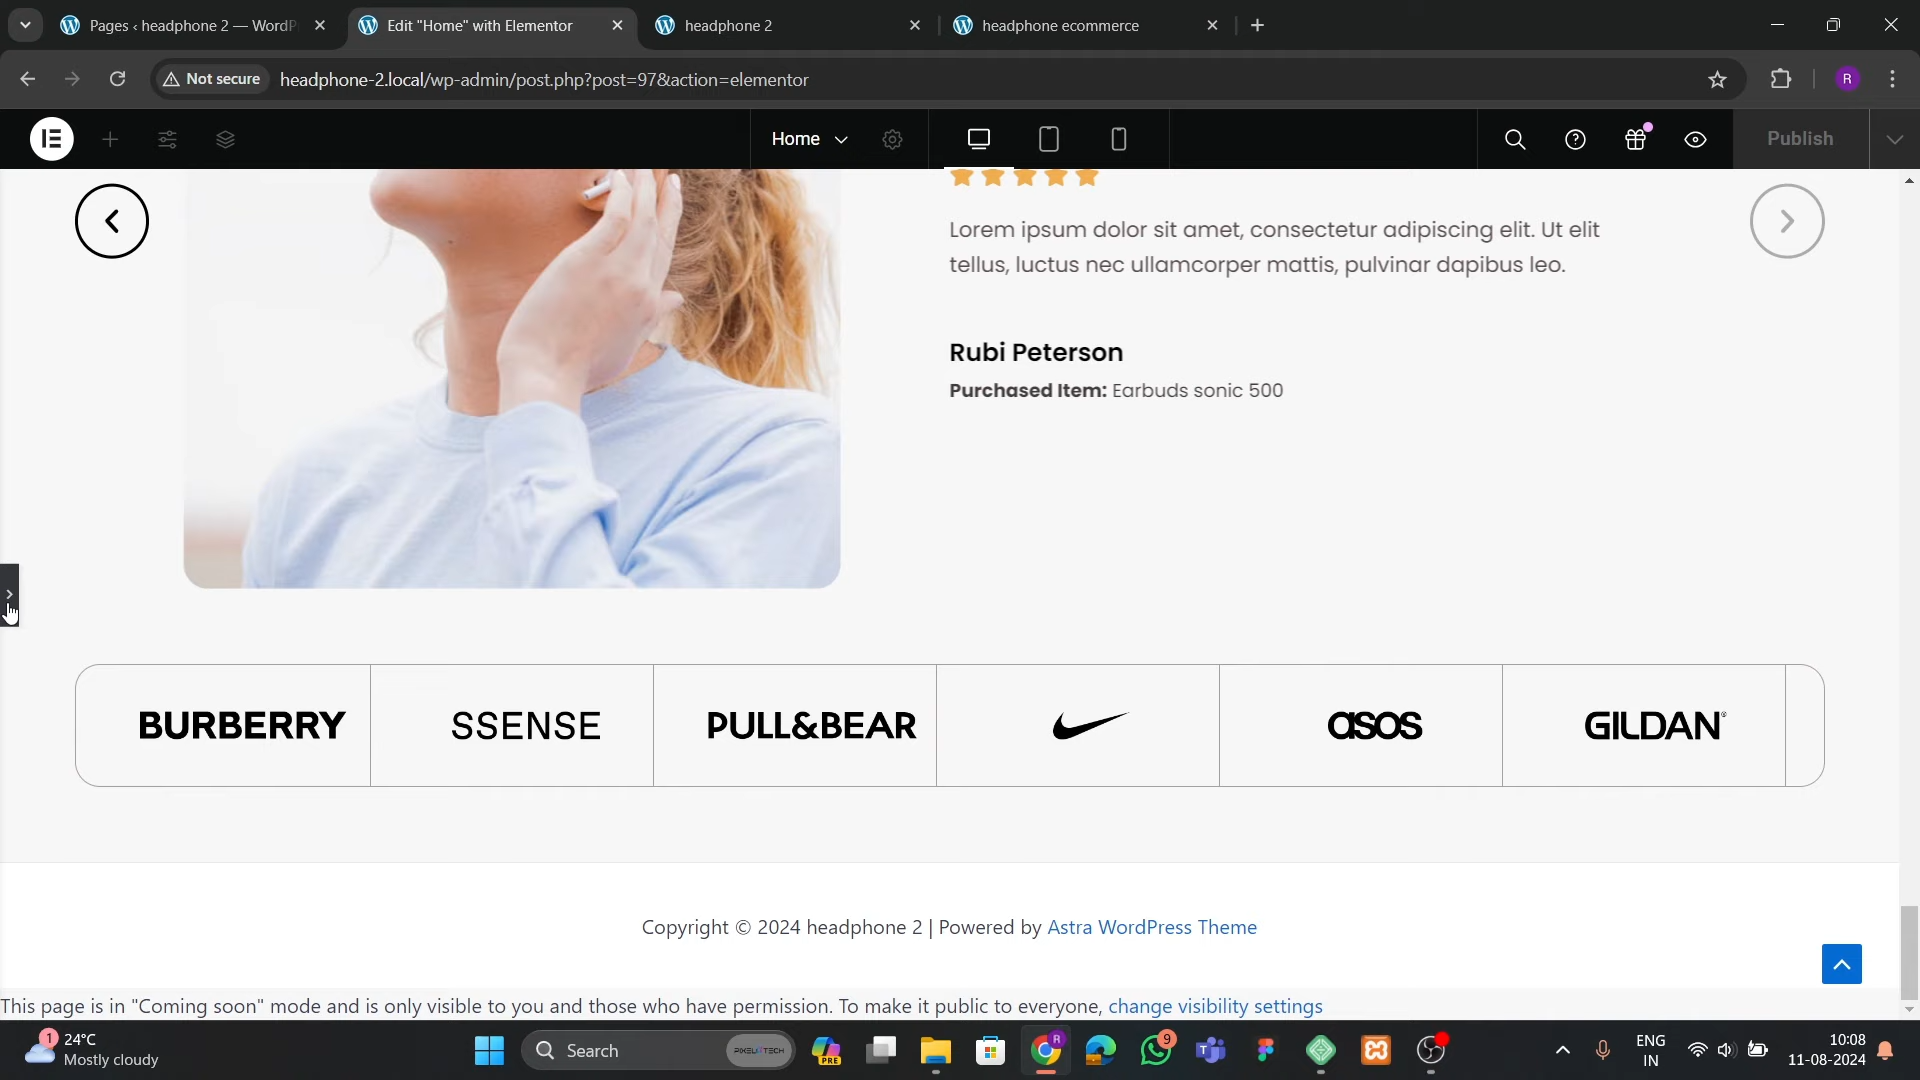 Pages ‹ headphone 2 — WordP
Edit "Home" with Elementor
headphone 2
headphone ecommerce
Not secure
headphone-2.local/wp-admin/post.php?post=97&action=elementor
R
Home
Publish
Lorem ipsum dolor sit amet, consectetur adipiscing elit. Ut elit
tellus, luctus nec ullamcorper mattis, pulvinar dapibus leo.
Rubi Peterson
Purchased Item: Earbuds sonic 500
BURBERRY
SSENSE
PULL&BEAR
asos
GILDAN®
Copyright © 2024 headphone 2 | Powered by Astra WordPress Theme
This page is in "Coming soon" mode and is only visible to you and those who have permission. To make it public to everyone, change visibility settings
1
24°C
Mostly cloudy
Search
PRE
R
9
ENG
IN
10:08
11-08-2024